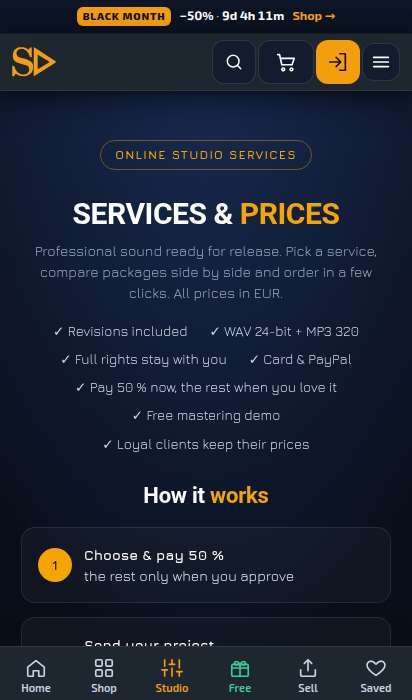 BLACK MONTH −50% · 9d 4h 11m Shop →
S
ONLINE STUDIO SERVICES
SERVICES & PRICES
Professional sound ready for release. Pick a service,
compare packages side by side and order in a few
clicks. All prices in EUR.
✓ Revisions included ✓ WAV 24-bit + MP3 320
✓ Full rights stay with you ✓ Card & PayPal
✓ Pay 50 % now, the rest when you love it
✓ Free mastering demo
✓ Loyal clients keep their prices
How it works
1 Choose & pay 50 %
the rest only when you approve
Send your project
Home Shop Studio Free Sell Saved